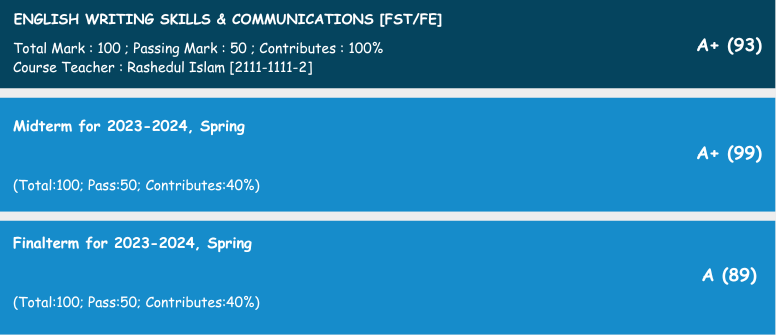 ENGLISH WRITING SKILLS & COMMUNICATIONS [FST/FE]
Total Mark : 100 ; Passing Mark : 50 ; Contributes : 100%
Course Teacher : Rashedul Islam [2111-1111-2]
A+ (93)
Midterm for 2023-2024, Spring
A+ (99)
(Total:100; Pass:50; Contributes:40%)
Finalterm for 2023-2024, Spring
A (89)
(Total:100; Pass:50; Contributes:40%)